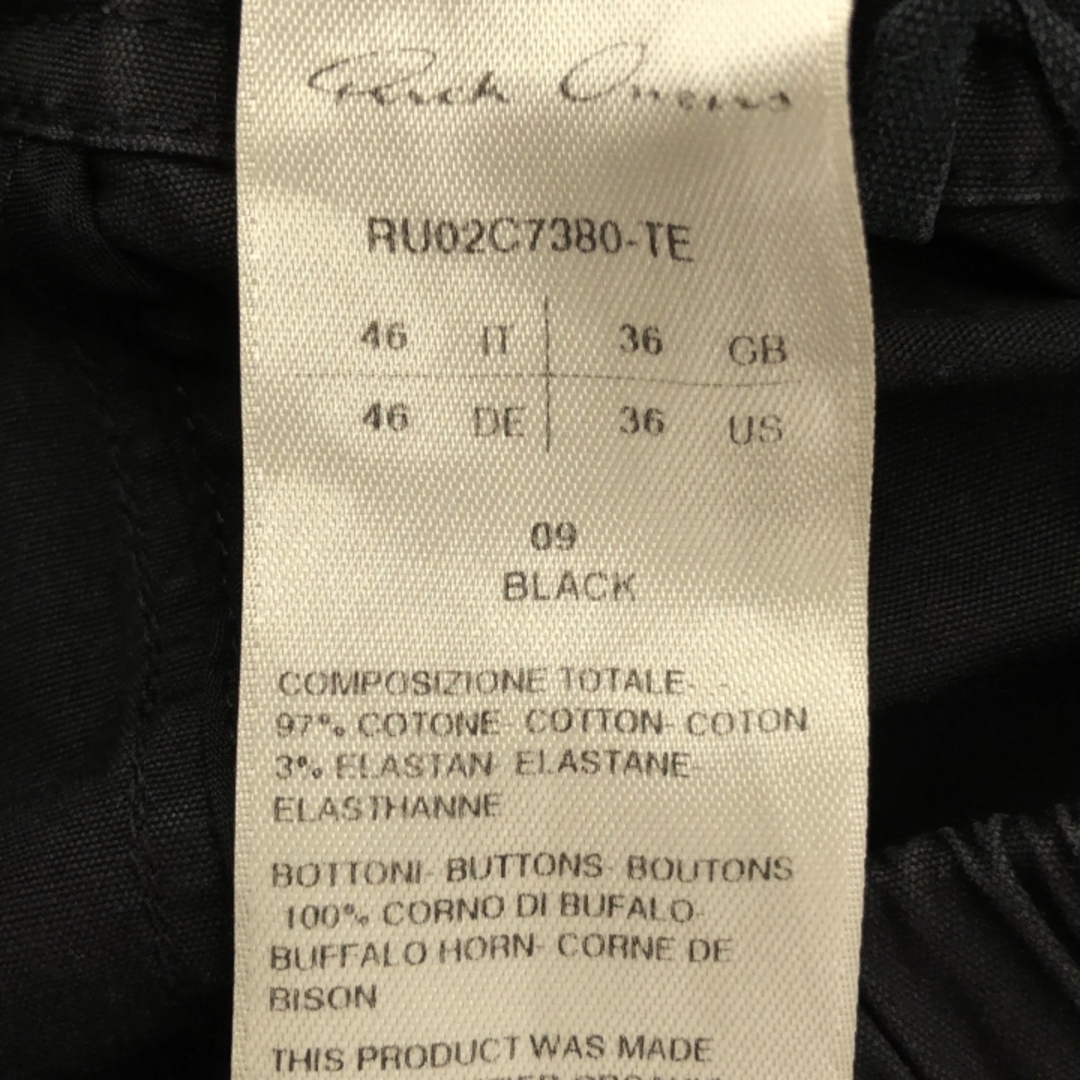 Rick Owens
RU02C7380-TE
46 IT 36 GB
46 DE 36 US
09
BLACK
COMPOSIZIONE TOTALE- -
97% COTONE- COTTON- COTON
3% ELASTAN- ELASTANE-
ELASTHANNE
BOTTONI- BUTTONS- BOUTONS
100% CORNO DI BUFALO-
BUFFALO HORN- CORNE DE
BISON
THIS PRODUCT WAS MADE